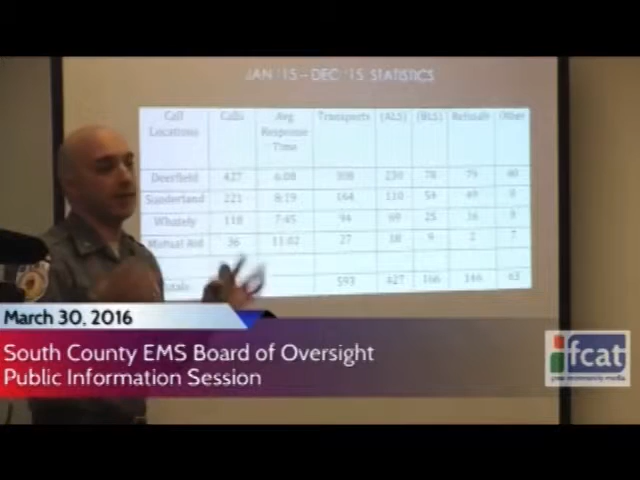 JAN '15 – DEC '15 STATISTICS
Call Locations Calls Avg Response Time Transports (ALS) (BLS) Refusals Other
Deerfield 427 6:08 308 230 78 79 40
Sunderland 221 8:19 164 110 54 49 8
Whately 118 7:45 94 69 25 16 8
Mutual Aid 36 11:02 27 18 9 2 7
593 427 166 146 63
March 30, 2016
South County EMS Board of Oversight
Public Information Session
fcat